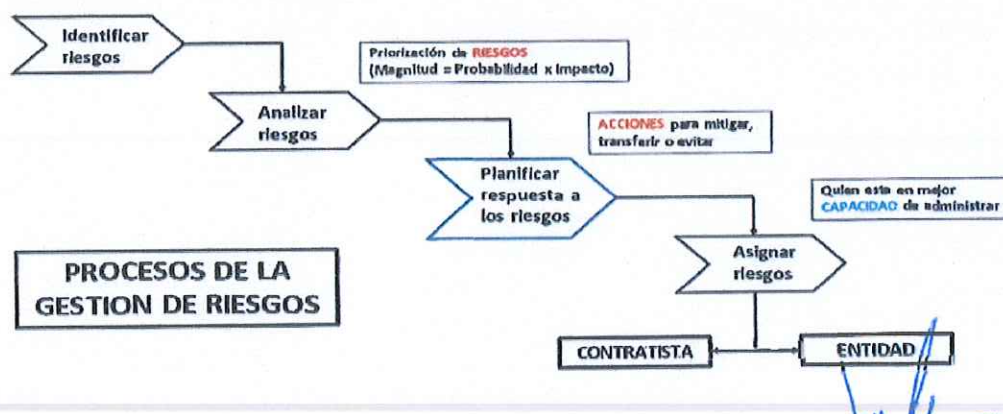 Identificar
riesgos
Priorización de RIESGOS
(Magnitud = Probabilidad x Impacto)
Analizar
riesgos
ACCIONES para mitigar,
transferir o evitar
Planificar
respuesta a
los riesgos
Quien esta en mejor
CAPACIDAD de administrar
Asignar
riesgos
PROCESOS DE LA
GESTION DE RIESGOS
CONTRATISTA
ENTIDAD